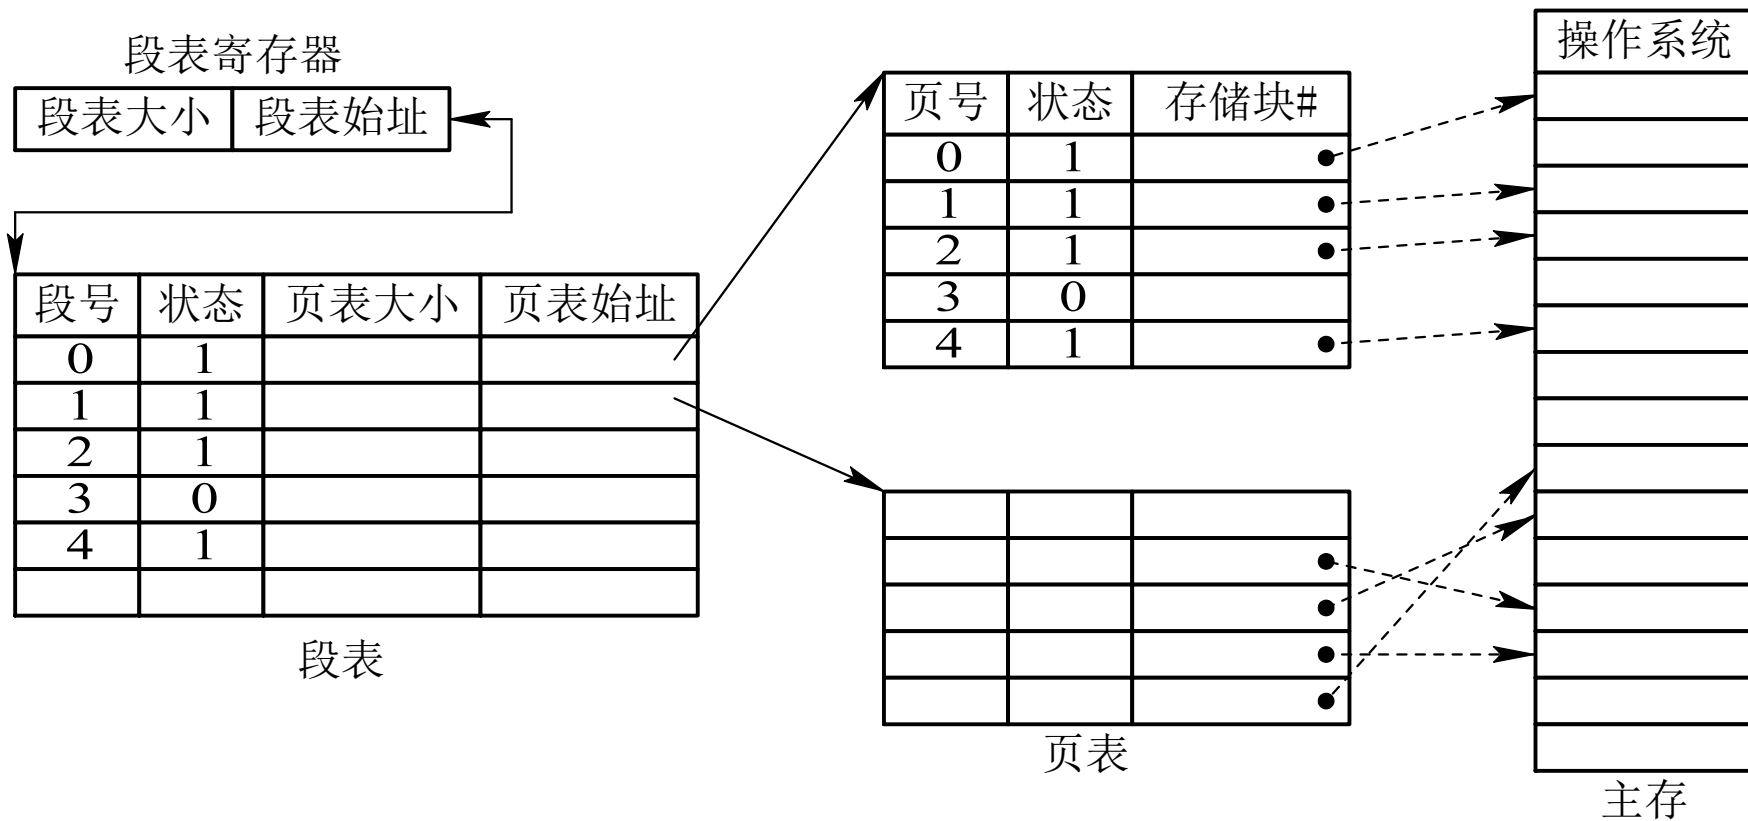 段表寄存器
段表大小 段表始址
段号 状态 页表大小 页表始址
0 1
1 1
2 1
3 0
4 1
段表
页号 状态 存储块#
0 1
1 1
2 1
3 0
4 1
页表
操作系统
主存